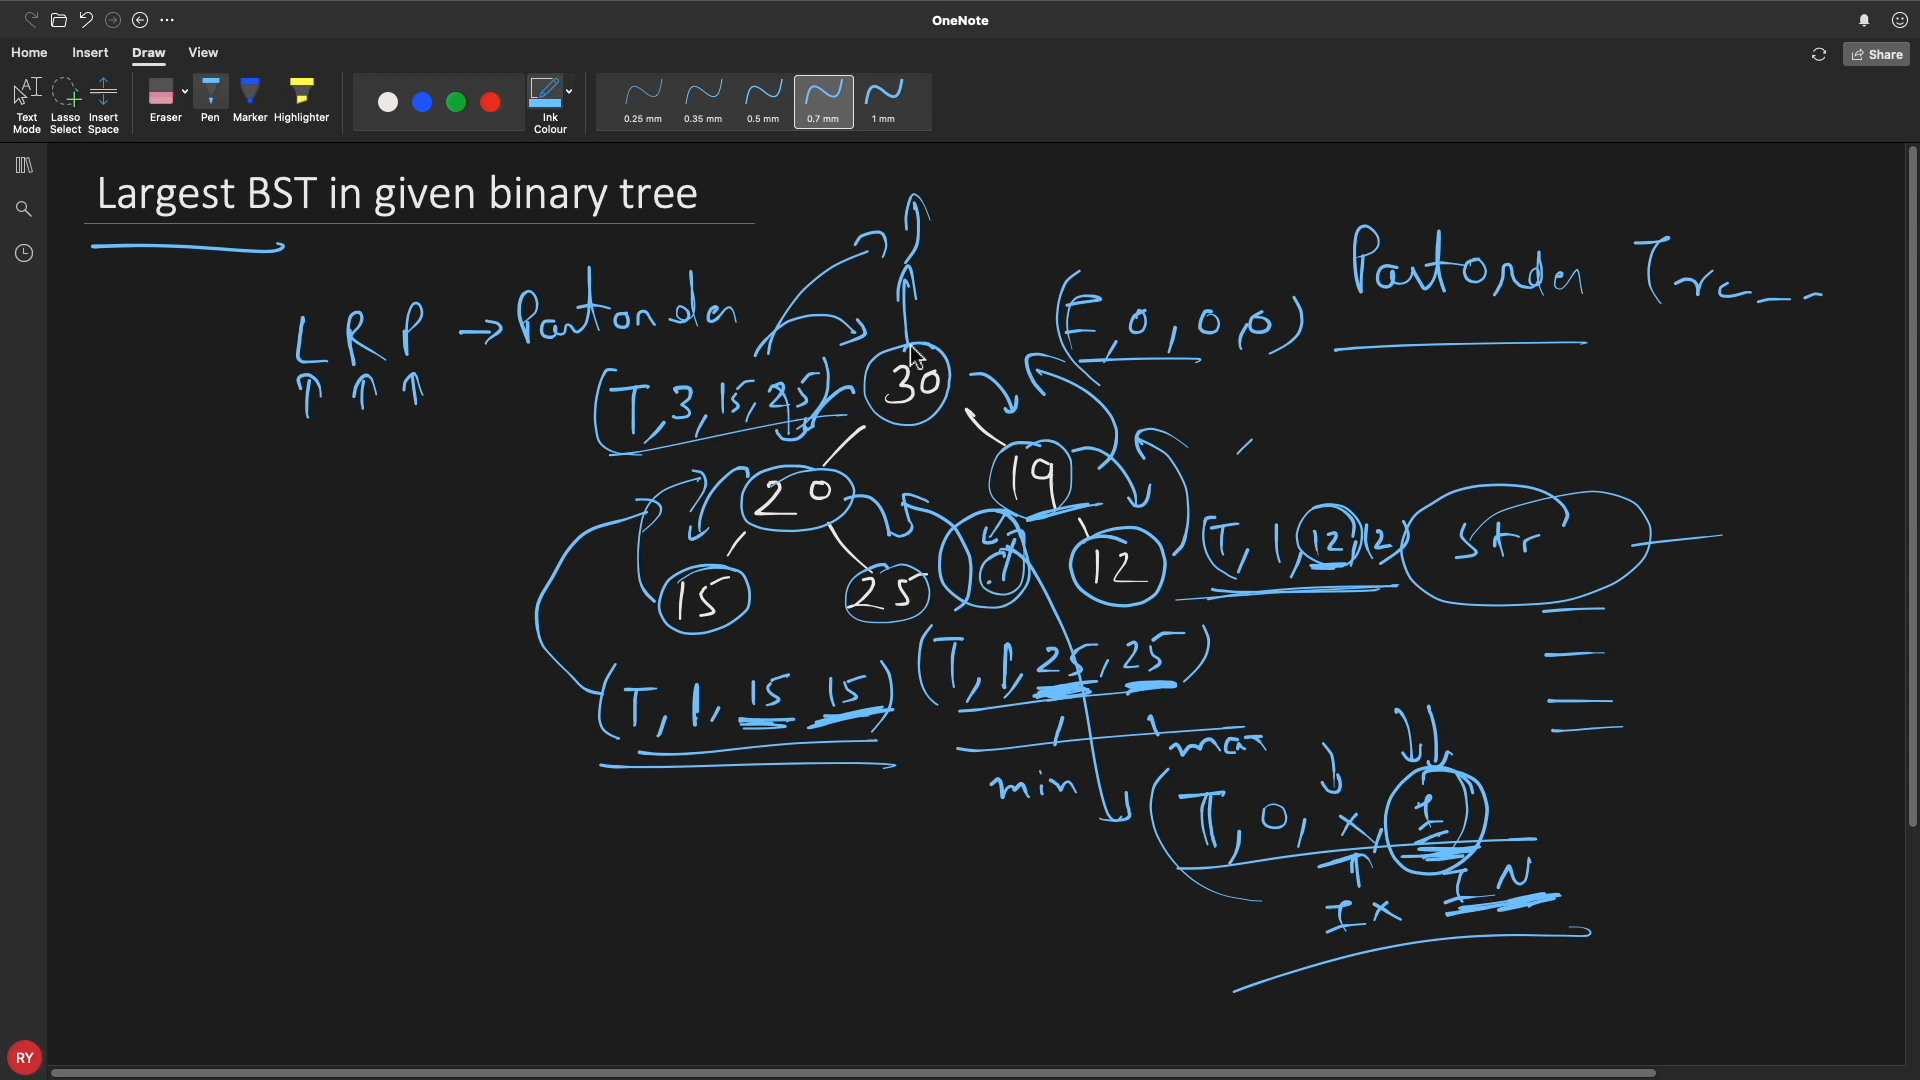 OneNote
Home Insert Draw View
Share
Text Mode
Lasso Select
Insert Space
Eraser
Pen
Marker
Highlighter
Ink Colour
0.25 mm
0.35 mm
0.5 mm
0.7 mm
1 mm
Largest BST in given binary tree
L R P → Postorder
Postorder Tra---
(F, 0, 0, 0)
(T, 3, 15, 25)
30
20
19
15
25
12
(T, 1, 12, 12)
Str
(T, 1, 15 15)
(T, 1, 25, 25)
min
max
(T, 0, x, I
I x
I N
RY